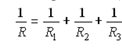 1/R = 1/R₁ + 1/R₂ + 1/R₃